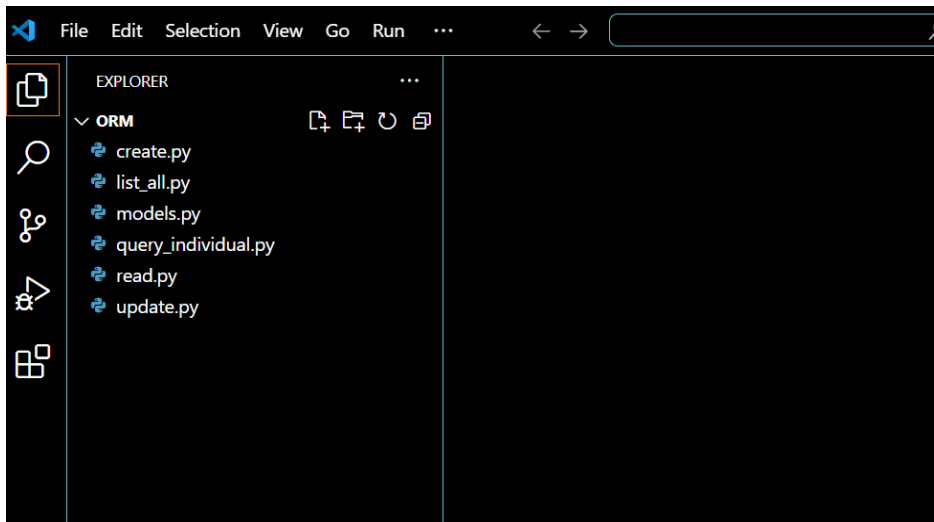 File Edit Selection View Go Run ...
EXPLORER ...
ORM
create.py
list_all.py
models.py
query_individual.py
read.py
update.py